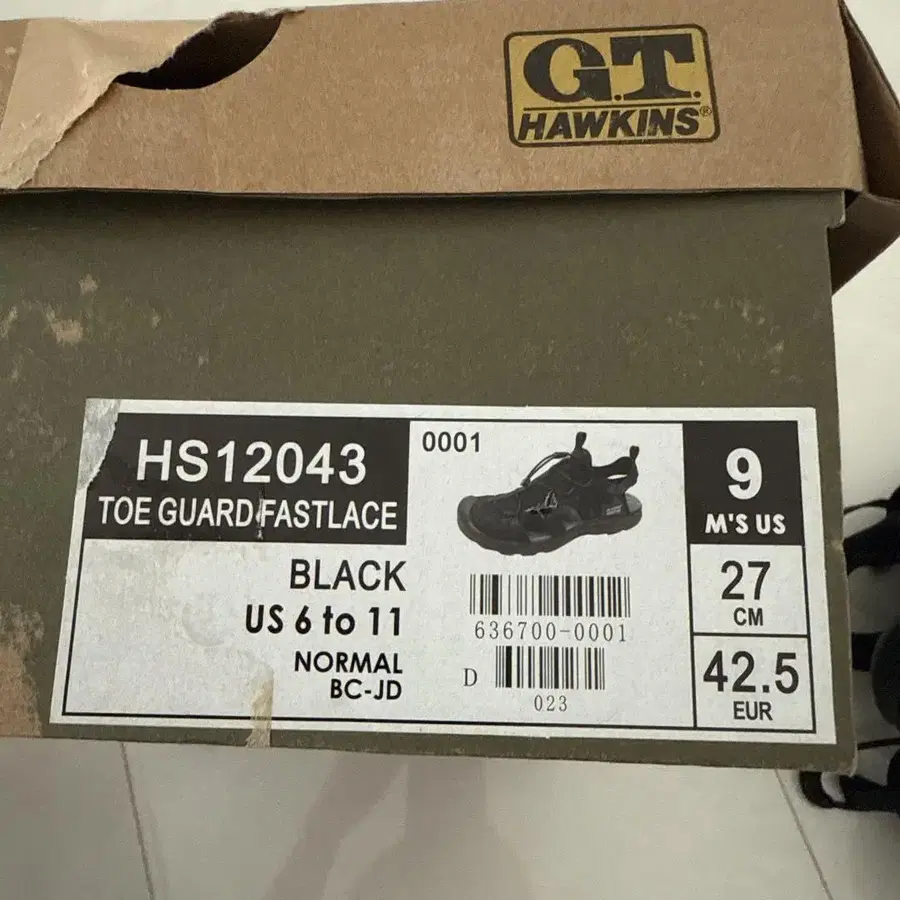 G.T.
HAWKINS®
HS12043
TOE GUARD FASTLACE
BLACK
US 6 to 11
NORMAL
BC-JD
0001
636700-0001
D
023
9
M'S US
27
CM
42.5
EUR